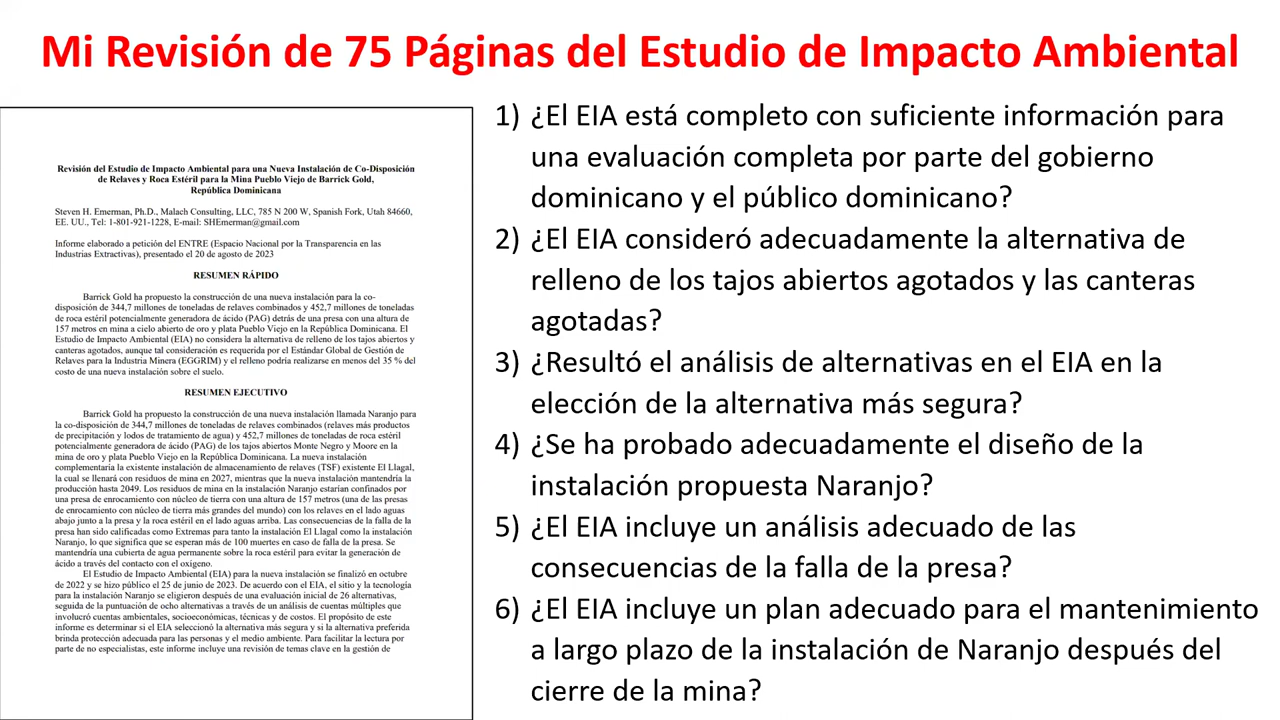 Mi Revisión de 75 Páginas del Estudio de Impacto Ambiental
Revisión del Estudio de Impacto Ambiental para una Nueva Instalación de Co-Disposición
de Relaves y Roca Estéril para la Mina Pueblo Viejo de Barrick Gold,
República Dominicana
Steven H. Emerman, Ph.D., Malach Consulting, LLC, 785 N 200 W, Spanish Fork, Utah 84660,
EE. UU., Tel: 1-801-921-1228, E-mail: SHEmerman@gmail.com
Informe elaborado a petición del ENTRE (Espacio Nacional por la Transparencia en las
Industrias Extractivas), presentado el 20 de agosto de 2023
RESUMEN RÁPIDO
Barrick Gold ha propuesto la construcción de una nueva instalación para la co-
disposición de 344,7 millones de toneladas de relaves combinados y 452,7 millones de toneladas
de roca estéril potencialmente generadora de ácido (PAG) detrás de una presa con una altura de
157 metros en mina a cielo abierto de oro y plata Pueblo Viejo en la República Dominicana. El
Estudio de Impacto Ambiental (EIA) no considera la alternativa de relleno de los tajos abiertos y
canteras agotados, aunque tal consideración es requerida por el Estándar Global de Gestión de
Relaves para la Industria Minera (EGGRIM) y el relleno podría realizarse en menos del 35 % del
costo de una nueva instalación sobre el suelo.
RESUMEN EJECUTIVO
Barrick Gold ha propuesto la construcción de una nueva instalación llamada Naranjo para
la co-disposición de 344,7 millones de toneladas de relaves combinados (relaves más productos
de precipitación y lodos de tratamiento de agua) y 452,7 millones de toneladas de roca estéril
potencialmente generadora de ácido (PAG) de los tajos abiertos Monte Negro y Moore en la
mina de oro y plata Pueblo Viejo en la República Dominicana. La nueva instalación
complementaría la existente instalación de almacenamiento de relaves (TSF) existente El Llagal,
la cual se llenará con residuos de mina en 2027, mientras que la nueva instalación mantendría la
producción hasta 2049. Los residuos de mina en la instalación Naranjo estarían confinados por
una presa de enrocamiento con núcleo de tierra con una altura de 157 metros (una de las presas
de enrocamiento con núcleo de tierra más grandes del mundo) con los relaves en el lado aguas
abajo junto a la presa y la roca estéril en el lado aguas arriba. Las consecuencias de la falla de la
presa han sido calificadas como Extremas para tanto la instalación El Llagal como la instalación
Naranjo, lo que significa que se esperan más de 100 muertes en caso de falla de la presa. Se
mantendría una cubierta de agua permanente sobre la roca estéril para evitar la generación de
ácido a través del contacto con el oxígeno.
El Estudio de Impacto Ambiental (EIA) para la nueva instalación se finalizó en octubre
de 2022 y se hizo público el 25 de junio de 2023. De acuerdo con el EIA, el sitio y la tecnología
para la instalación Naranjo se eligieron después de una evaluación inicial de 26 alternativas,
seguida de la puntuación de ocho alternativas a través de un análisis de cuentas múltiples que
involucró cuentas ambientales, socioeconómicas, técnicas y de costos. El propósito de este
informe es determinar si el EIA seleccionó la alternativa más segura y si la alternativa preferida
brinda protección adecuada para las personas y el medio ambiente. Para facilitar la lectura por
parte de no especialistas, este informe incluye una revisión de temas clave en la gestión de
1) ¿El EIA está completo con suficiente información para
una evaluación completa por parte del gobierno
dominicano y el público dominicano?
2) ¿El EIA consideró adecuadamente la alternativa de
relleno de los tajos abiertos agotados y las canteras
agotadas?
3) ¿Resultó el análisis de alternativas en el EIA en la
elección de la alternativa más segura?
4) ¿Se ha probado adecuadamente el diseño de la
instalación propuesta Naranjo?
5) ¿El EIA incluye un análisis adecuado de las
consecuencias de la falla de la presa?
6) ¿El EIA incluye un plan adecuado para el mantenimiento
a largo plazo de la instalación de Naranjo después del
cierre de la mina?